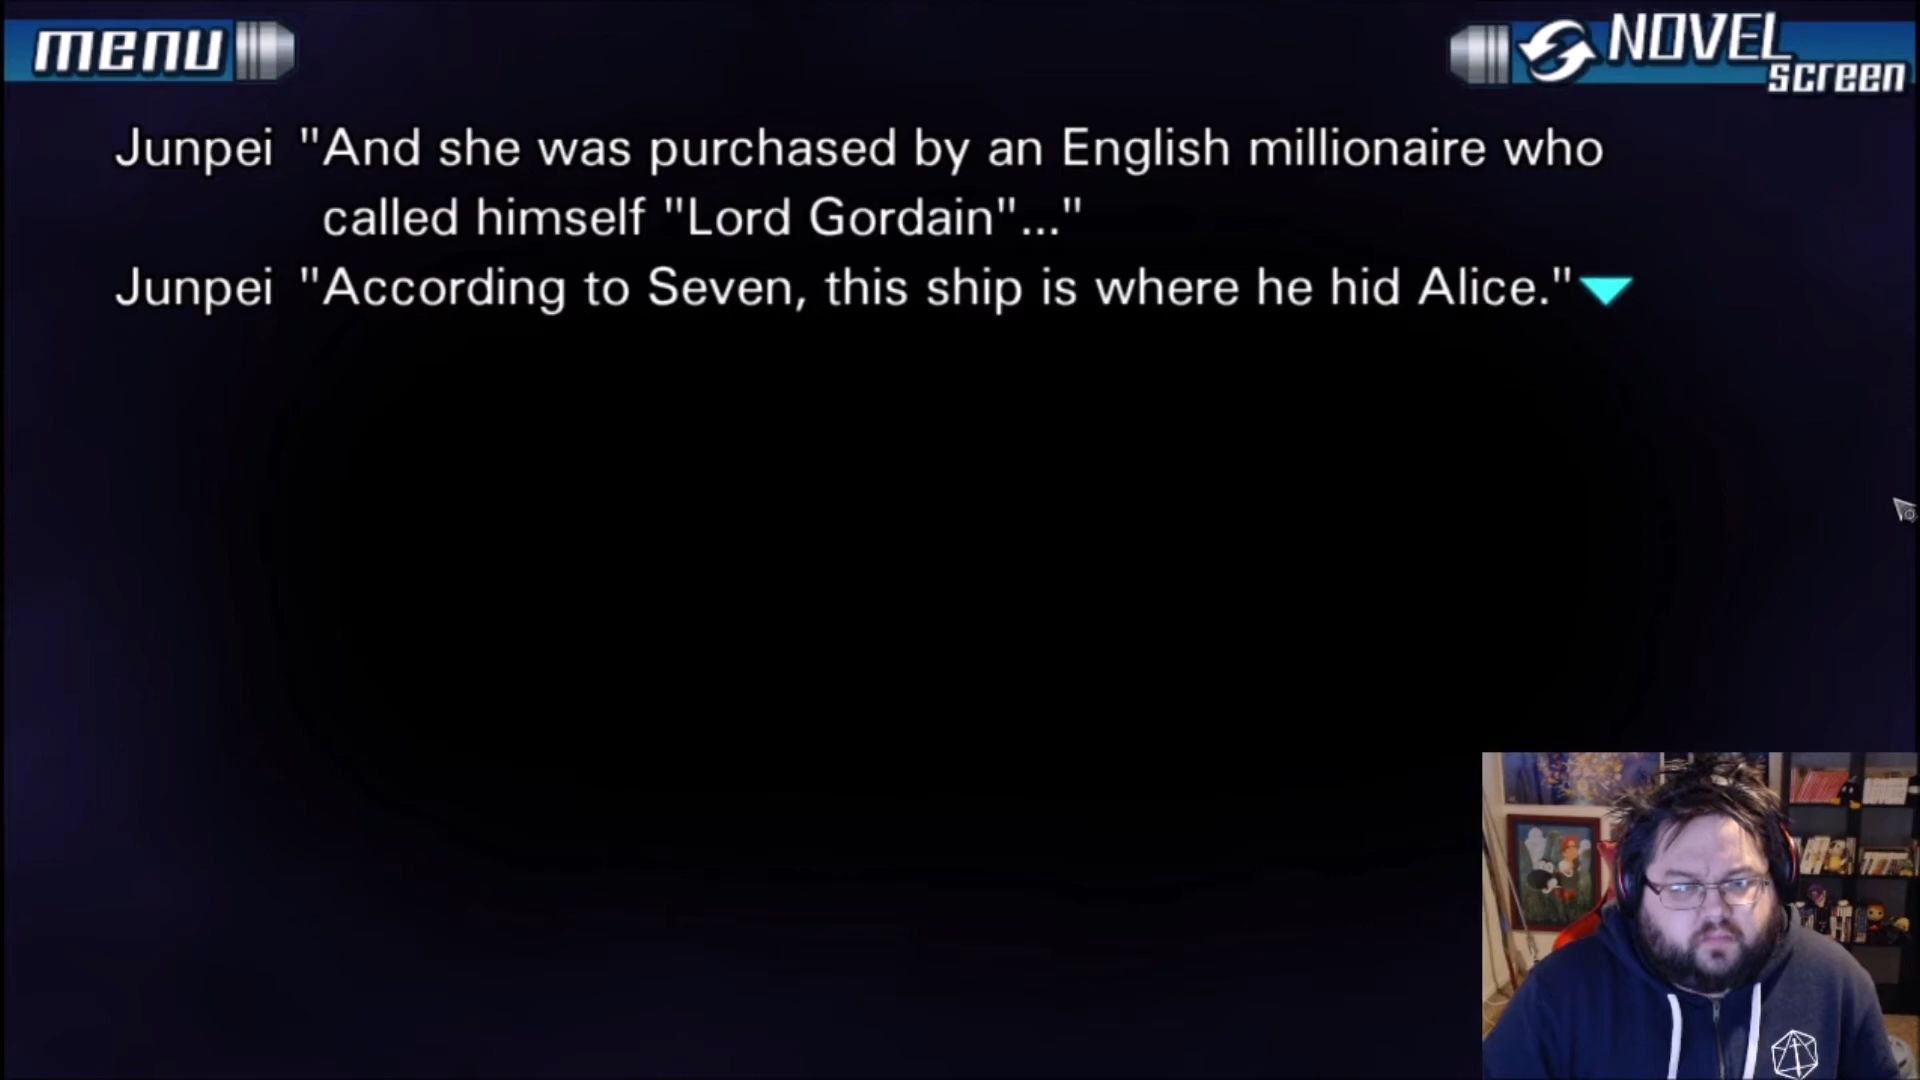 menu
NOVEL
screen
Junpei "And she was purchased by an English millionaire who
called himself "Lord Gordain"..."
Junpei "According to Seven, this ship is where he hid Alice."